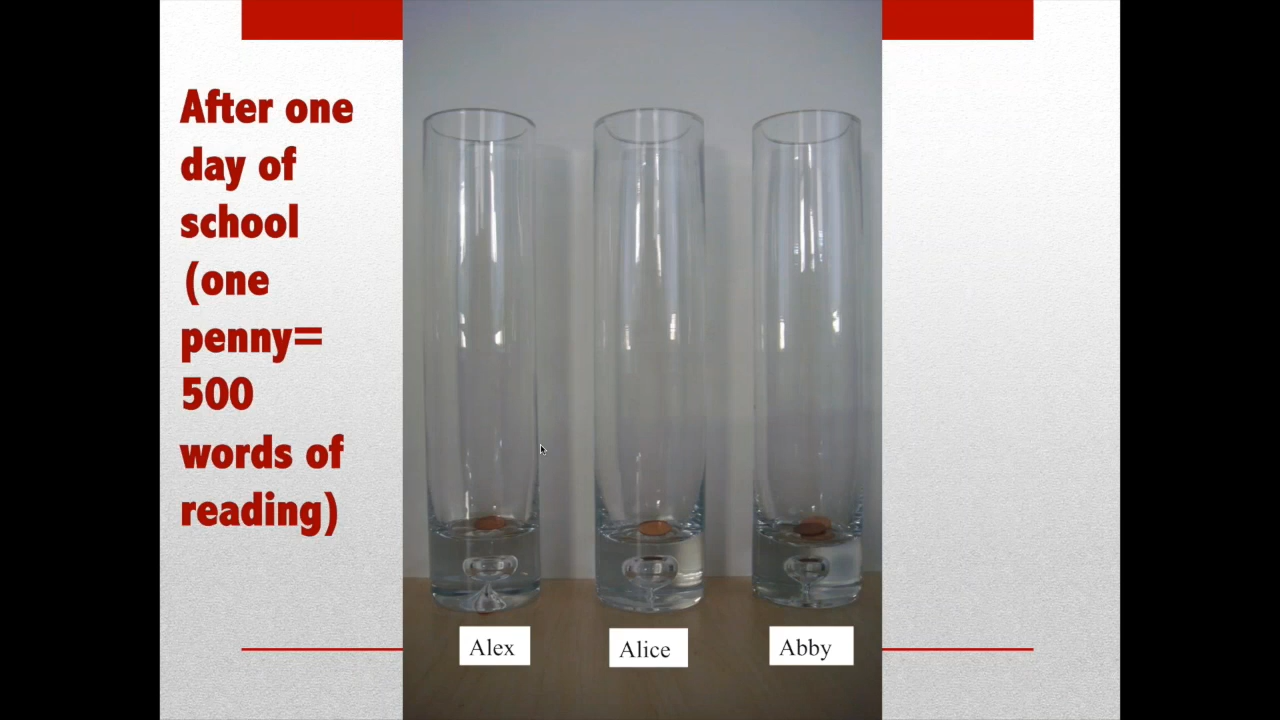 After one
day of
school
(one
penny=
500
words of
reading)
Alex
Alice
Abby